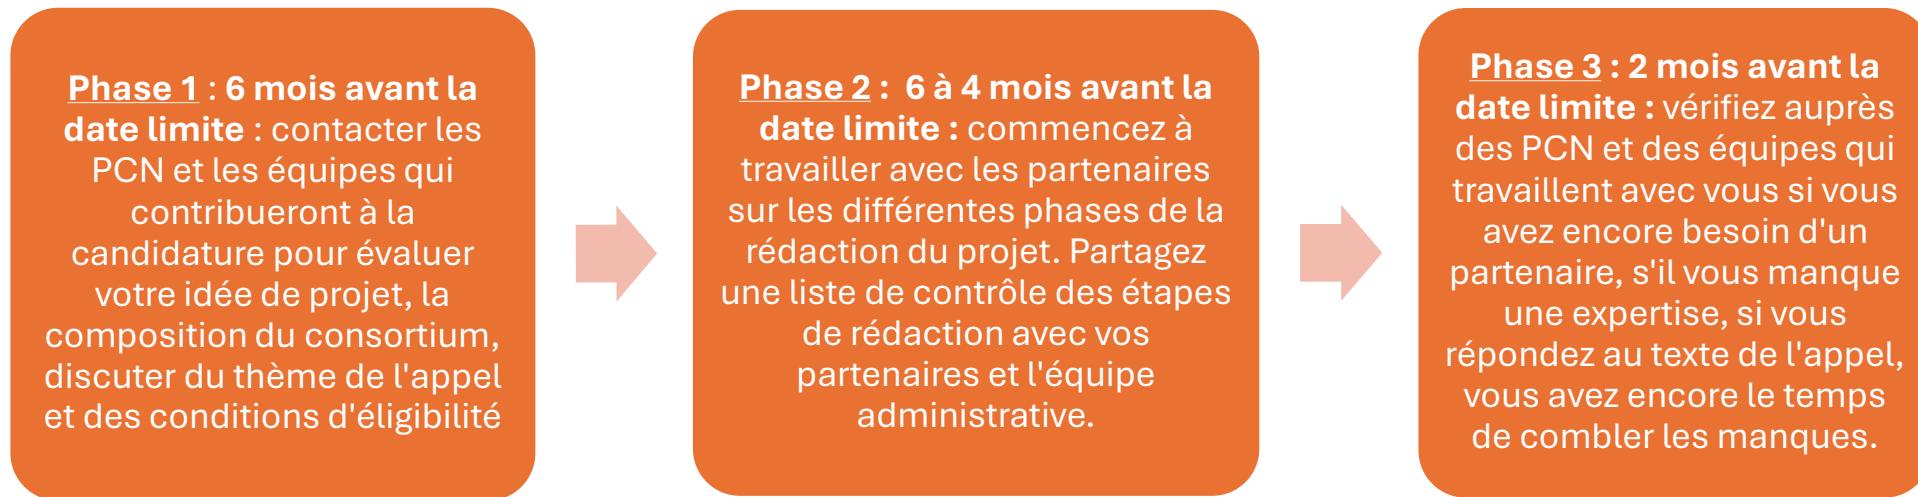 Phase 1 : 6 mois avant la
date limite : contacter les
PCN et les équipes qui
contribueront à la
candidature pour évaluer
votre idée de projet, la
composition du consortium,
discuter du thème de l'appel
et des conditions d'éligibilité
Phase 2 : 6 à 4 mois avant la
date limite : commencez à
travailler avec les partenaires
sur les différentes phases de la
rédaction du projet. Partagez
une liste de contrôle des étapes
de rédaction avec vos
partenaires et l'équipe
administrative.
Phase 3 : 2 mois avant la
date limite : vérifiez auprès
des PCN et des équipes qui
travaillent avec vous si vous
avez encore besoin d'un
partenaire, s'il vous manque
une expertise, si vous
répondez au texte de l'appel,
vous avez encore le temps
de combler les manques.